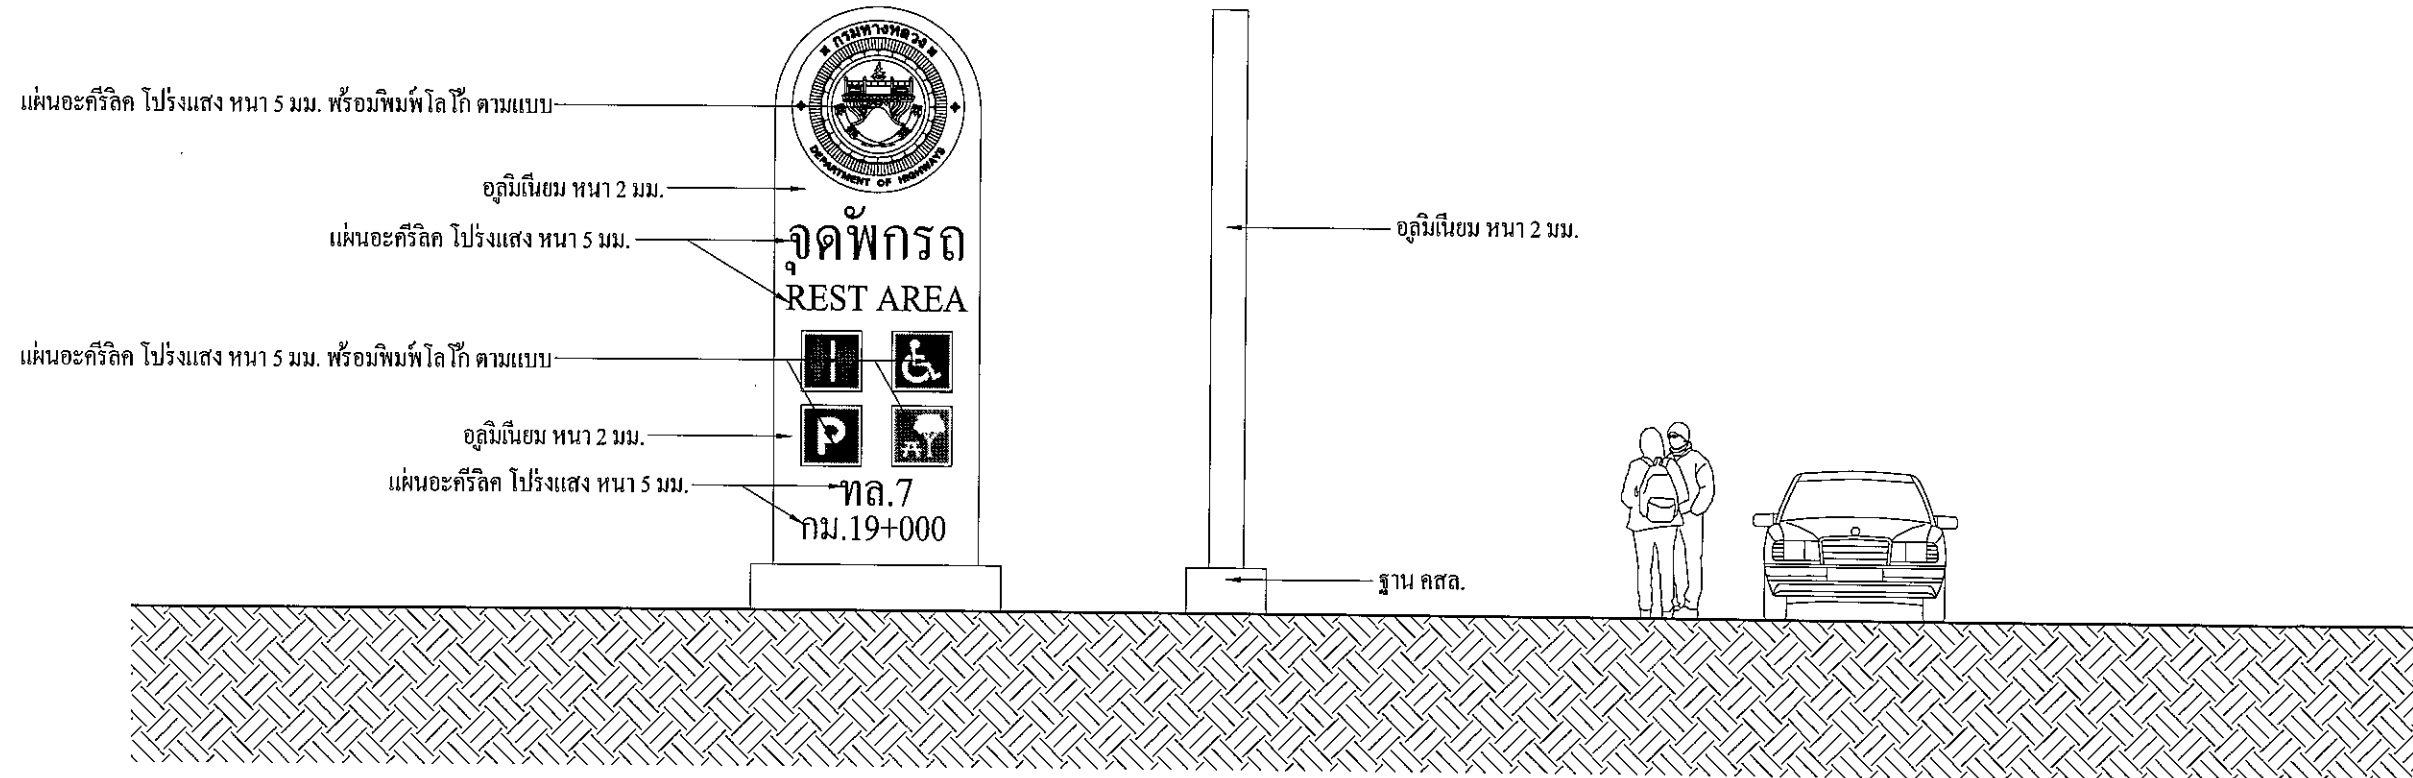 กรมทางหลวง
DEPARTMENT OF HIGHWAYS
แผ่นอะครีลิค โปร่งแสง หนา 5 มม. พร้อมพิมพ์โลโก้ ตามแบบ
อลูมิเนียม หนา 2 มม.
แผ่นอะครีลิค โปร่งแสง หนา 5 มม.
จุดพักรถ
REST AREA
อลูมิเนียม หนา 2 มม.
แผ่นอะครีลิค โปร่งแสง หนา 5 มม. พร้อมพิมพ์โลโก้ ตามแบบ
P
อลูมิเนียม หนา 2 มม.
แผ่นอะครีลิค โปร่งแสง หนา 5 มม.
ทล.7
กม.19+000
ฐาน คสล.